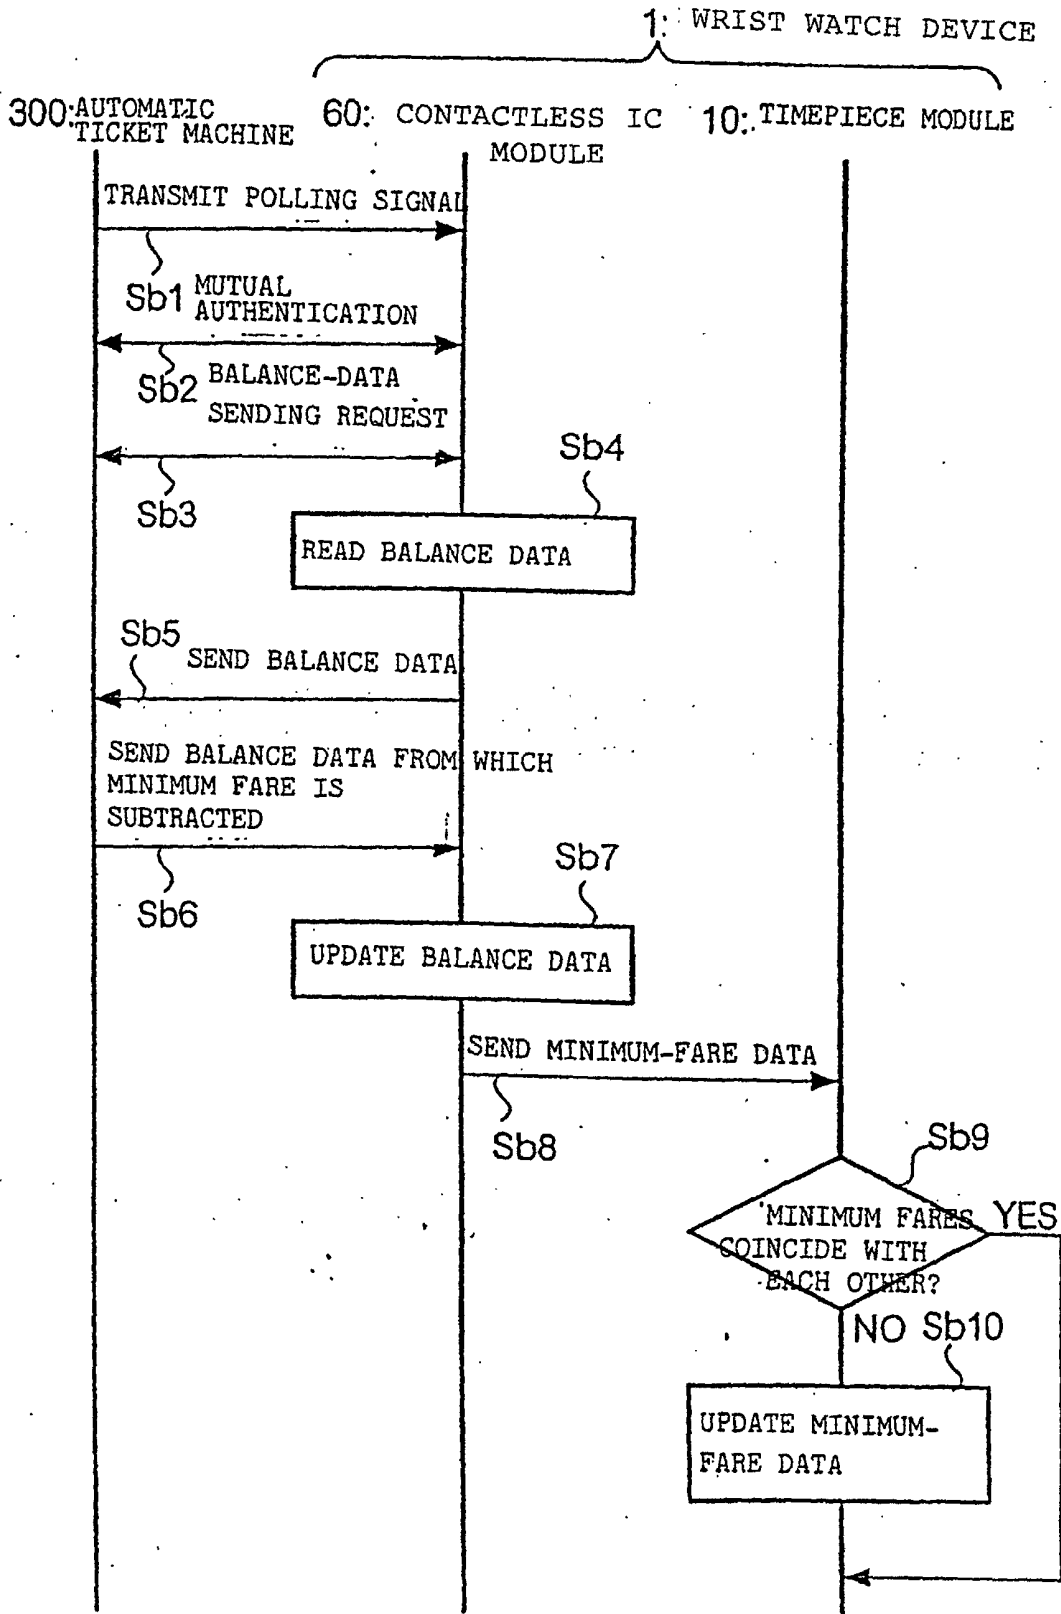 1: WRIST WATCH DEVICE
300: AUTOMATIC
TICKET MACHINE
60: CONTACTLESS IC
MODULE
10: TIMEPIECE MODULE
TRANSMIT POLLING SIGNAL
Sb1
MUTUAL
AUTHENTICATION
Sb2
BALANCE-DATA
SENDING REQUEST
Sb3
Sb4
READ BALANCE DATA
Sb5
SEND BALANCE DATA
SEND BALANCE DATA FROM WHICH
MINIMUM FARE IS
SUBTRACTED
Sb6
Sb7
UPDATE BALANCE DATA
SEND MINIMUM-FARE DATA
Sb8
Sb9
MINIMUM FARES
COINCIDE WITH
EACH OTHER?
YES
NO
Sb10
UPDATE MINIMUM-
FARE DATA